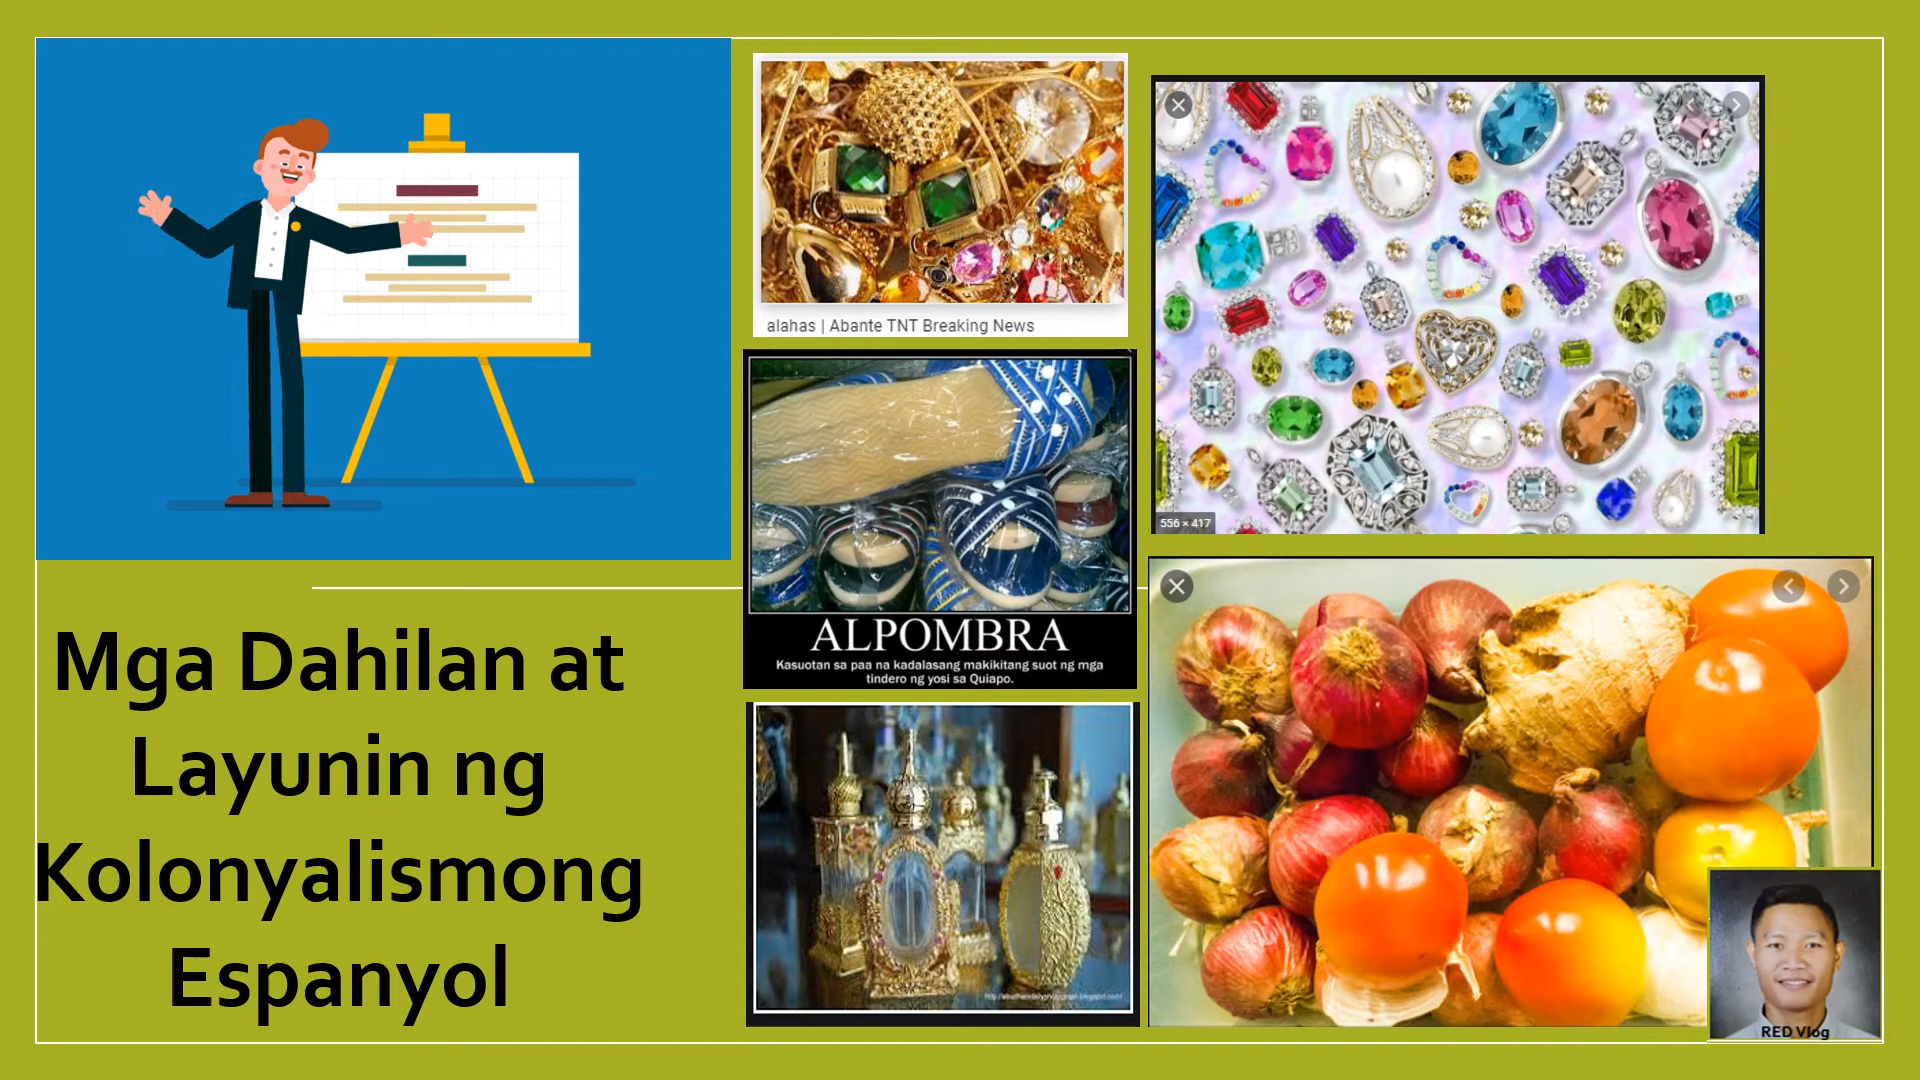 Mga Dahilan at
Layunin ng
Kolonyalismong
Espanyol
alahas | Abante TNT Breaking News
ALPOMBRA
Kasuotan sa paa na kadalasang makikitang suot ng mga
tindero ng yosi sa Quiapo.
556 × 417
RED Vlog